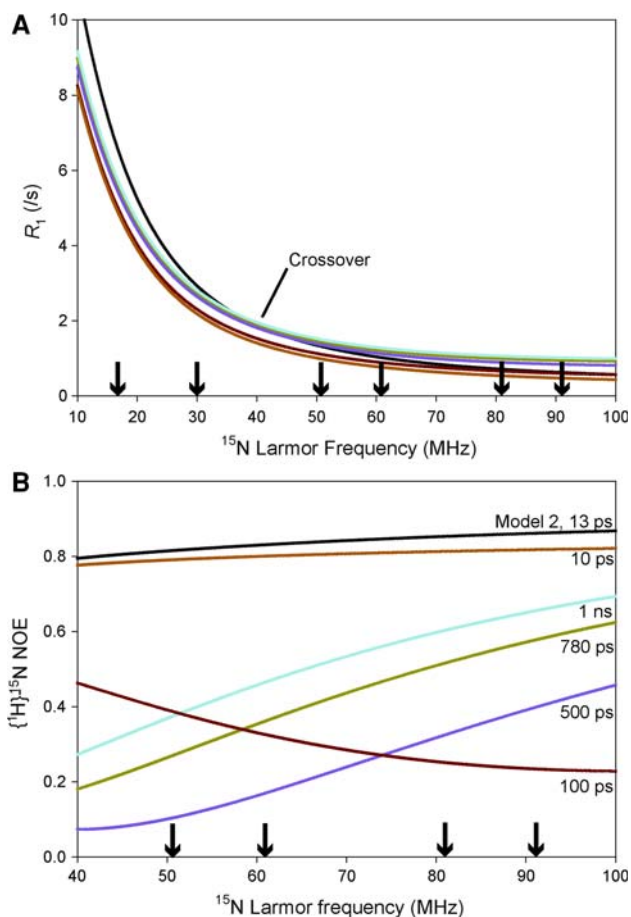 A
10
8
6
4
2
0
R1 (/s)
Crossover
10 20 30 40 50 60 70 80 90 100
15N Larmor Frequency (MHz)
B
1.0
0.8
0.6
0.4
0.2
0.0
{1H}15N NOE
Model 2, 13 ps
10 ps
1 ns
780 ps
500 ps
100 ps
40 50 60 70 80 90 100
15N Larmor frequency (MHz)